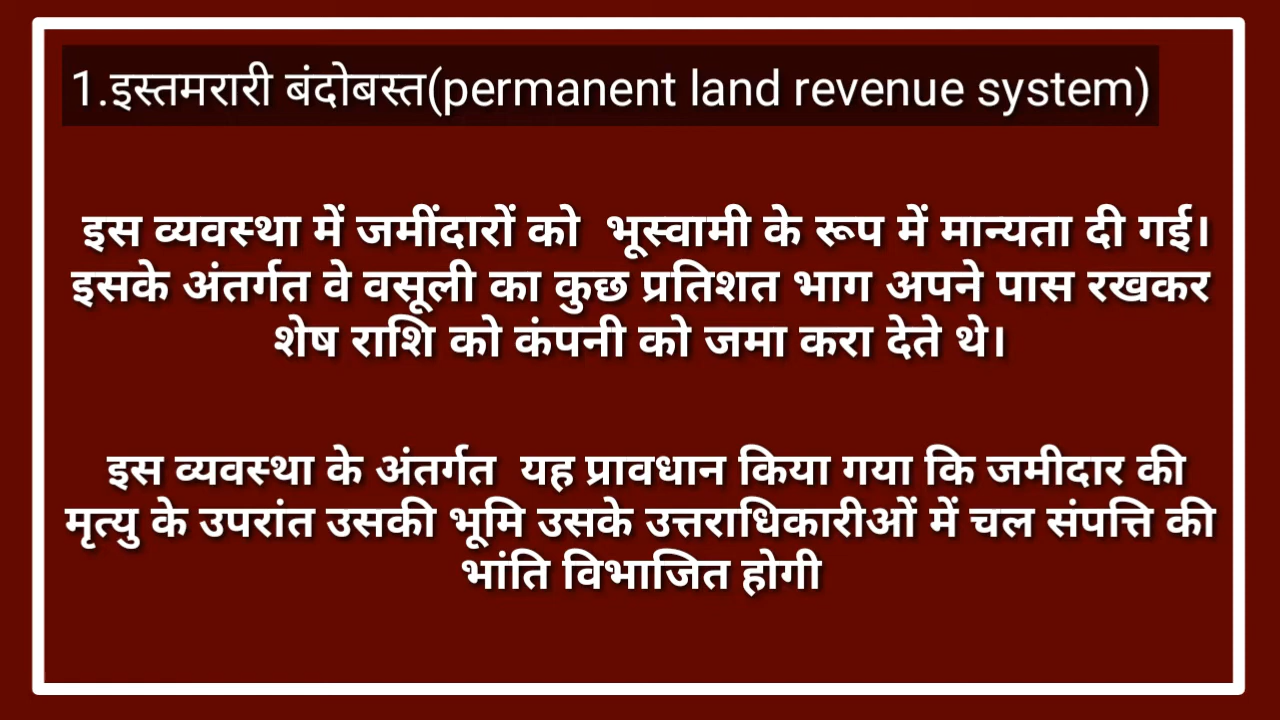 1.इस्तमरारी बंदोबस्त(permanent land revenue system)
इस व्यवस्था में जमींदारों को भूस्वामी के रूप में मान्यता दी गई।
इसके अंतर्गत वे वसूली का कुछ प्रतिशत भाग अपने पास रखकर
शेष राशि को कंपनी को जमा करा देते थे।
इस व्यवस्था के अंतर्गत यह प्रावधान किया गया कि जमीदार की
मृत्यु के उपरांत उसकी भूमि उसके उत्तराधिकारीओं में चल संपत्ति की
भांति विभाजित होगी